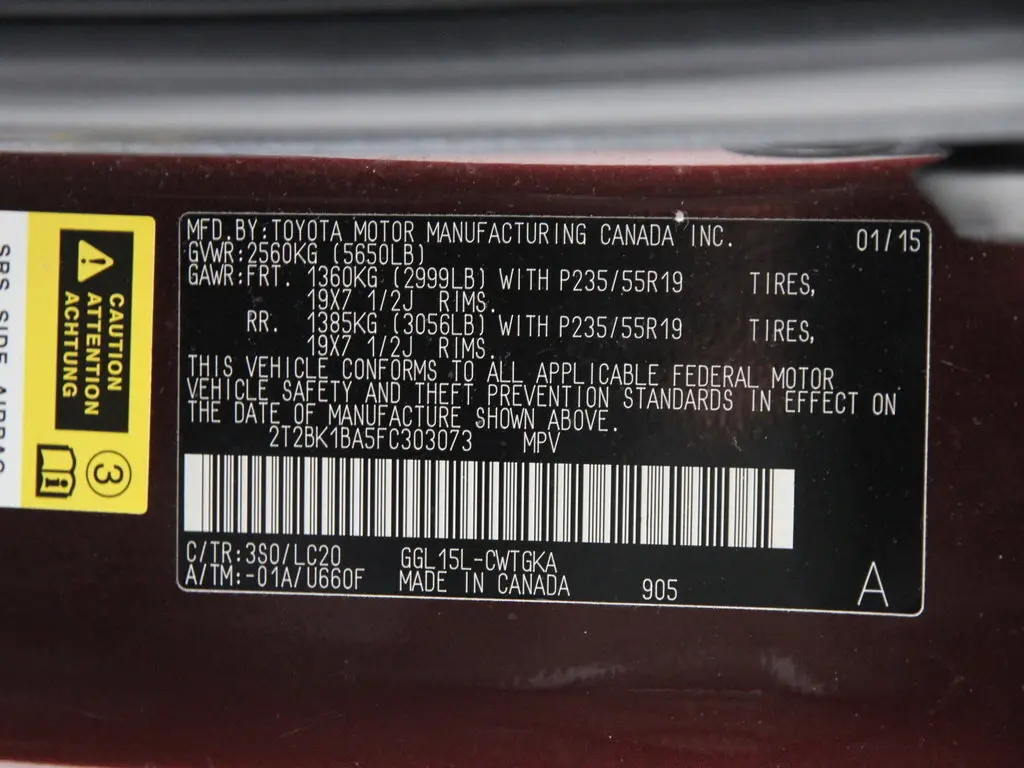 MFD.BY:TOYOTA MOTOR MANUFACTURING CANADA INC. 01/15
GVWR:2560KG (5650LB)
GAWR:FRT. 1360KG (2999LB) WITH P235/55R19 TIRES,
19X7 1/2J RIMS.
RR. 1385KG (3056LB) WITH P235/55R19 TIRES,
19X7 1/2J RIMS.
THIS VEHICLE CONFORMS TO ALL APPLICABLE FEDERAL MOTOR
VEHICLE SAFETY AND THEFT PREVENTION STANDARDS IN EFFECT ON
THE DATE OF MANUFACTURE SHOWN ABOVE.
2T2BK1BA5FC303073 MPV
C/TR:3S0/LC20 GGL15L-CWTGKA
A/TM:-01A/U660F MADE IN CANADA 905 A
CAUTION
ATTENTION
ACHTUNG
3
SRS SIDE AIRBAG